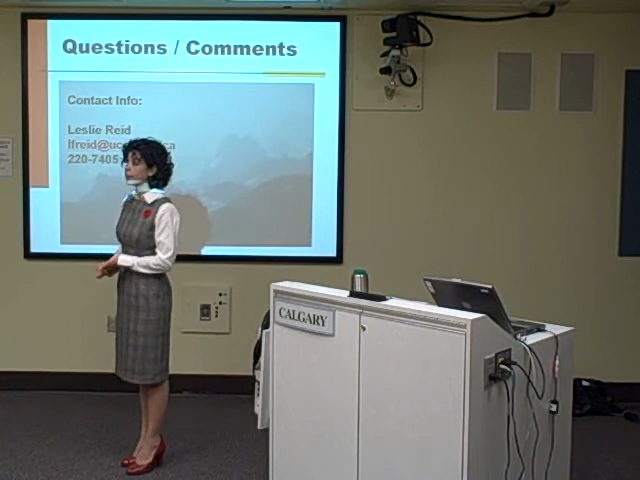 Questions / Comments
Contact Info:
Leslie Reid
220-7405
CALGARY